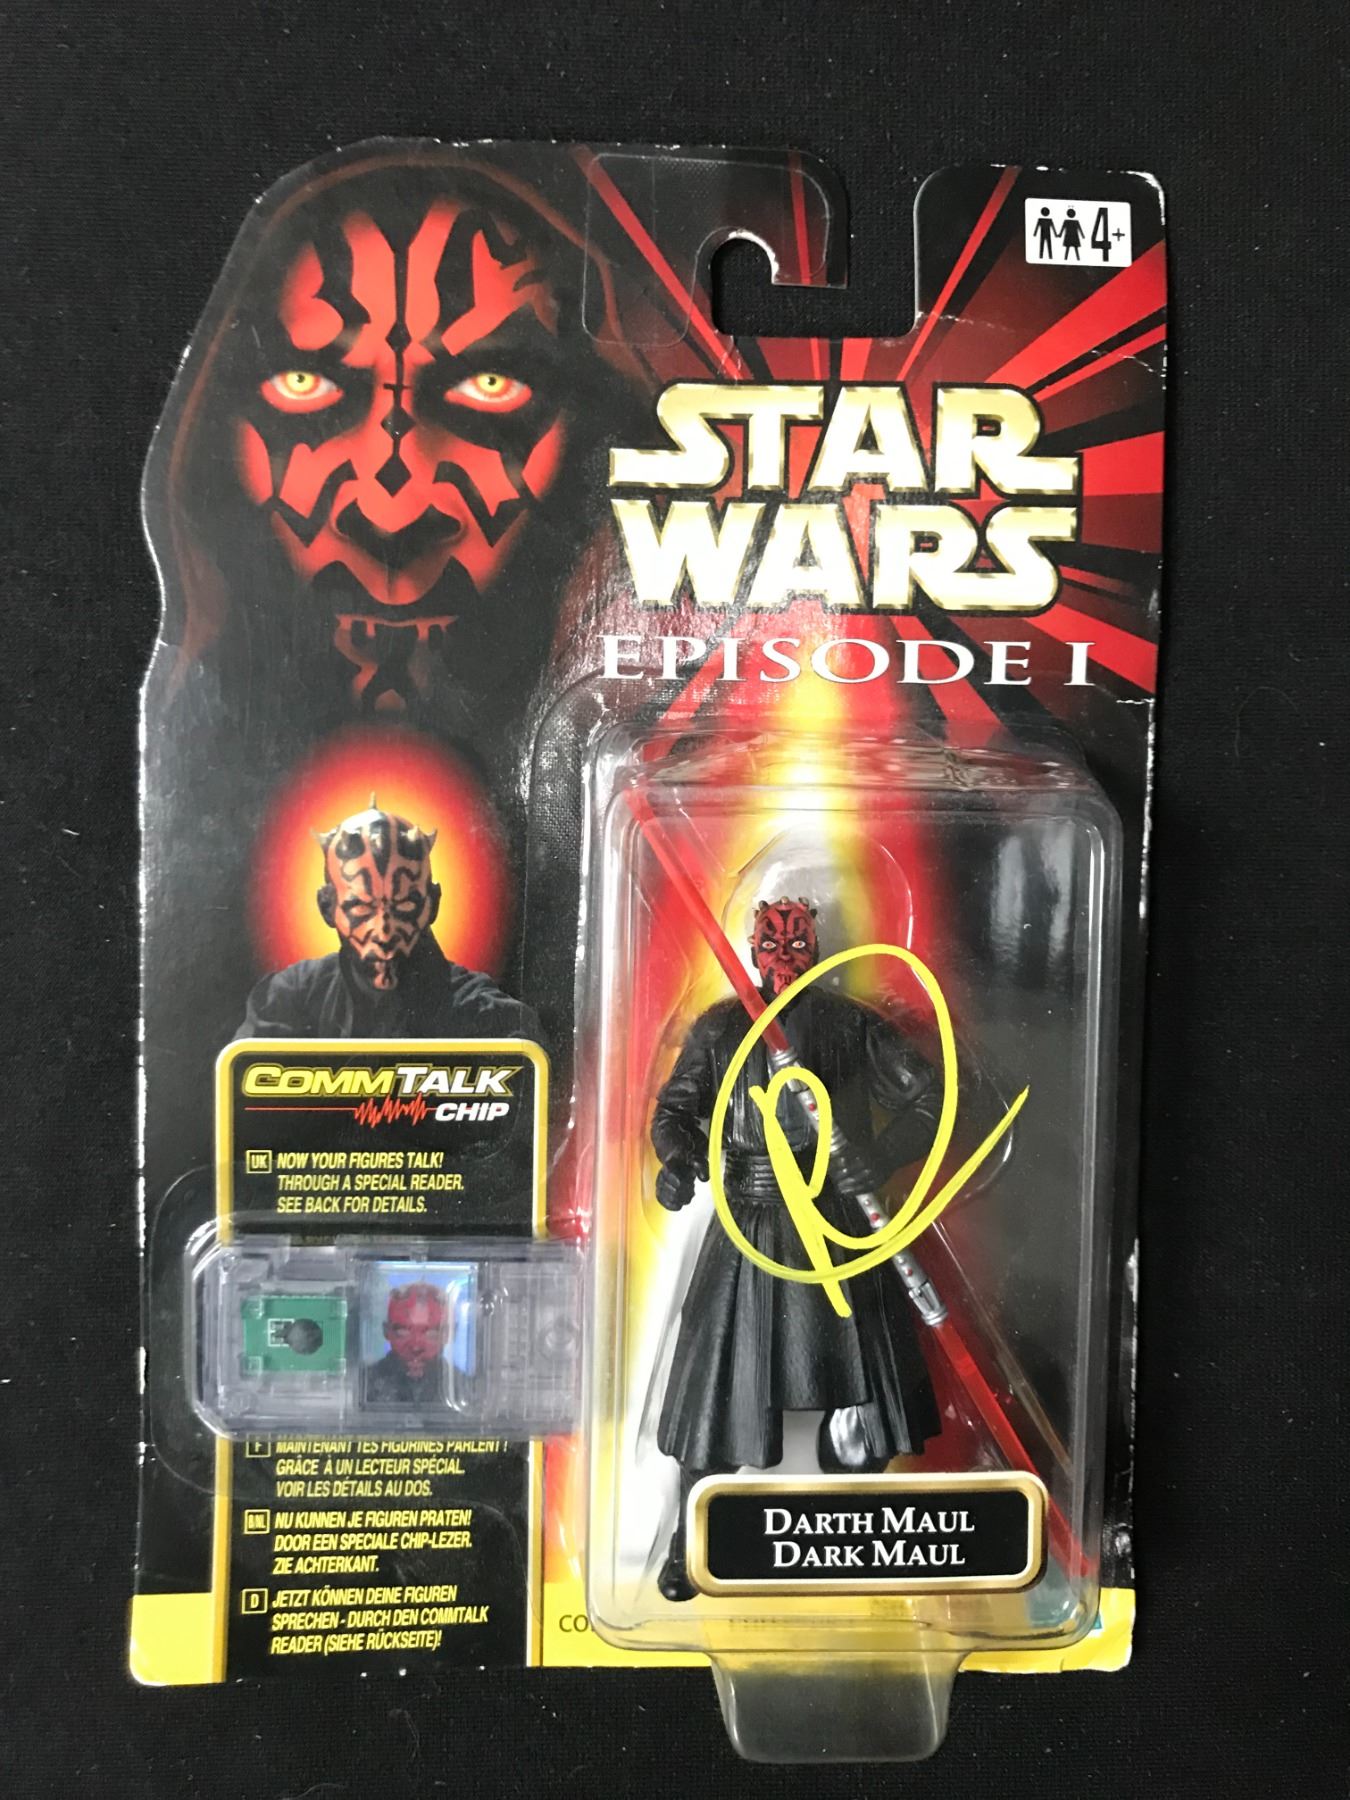 4+
STAR
WARS
EPISODE I
COMMTALK
CHIP
UK NOW YOUR FIGURES TALK!
THROUGH A SPECIAL READER.
SEE BACK FOR DETAILS.
F MAINTENANT TES FIGURINES PARLENT!
GRÂCE À UN LECTEUR SPÉCIAL.
VOIR LES DÉTAILS AU DOS.
B/NL NU KUNNEN JE FIGUREN PRATEN!
DOOR EEN SPECIALE CHIP-LEZER.
ZIE ACHTERKANT.
D JETZT KÖNNEN DEINE FIGUREN
SPRECHEN - DURCH DEN COMMTALK
READER (SIEHE RÜCKSEITE)!
DARTH MAUL
DARK MAUL